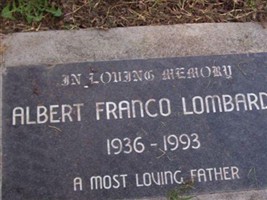 IN LOVING MEMORY
ALBERT FRANCO LOMBARD
1936 - 1993
A MOST LOVING FATHER